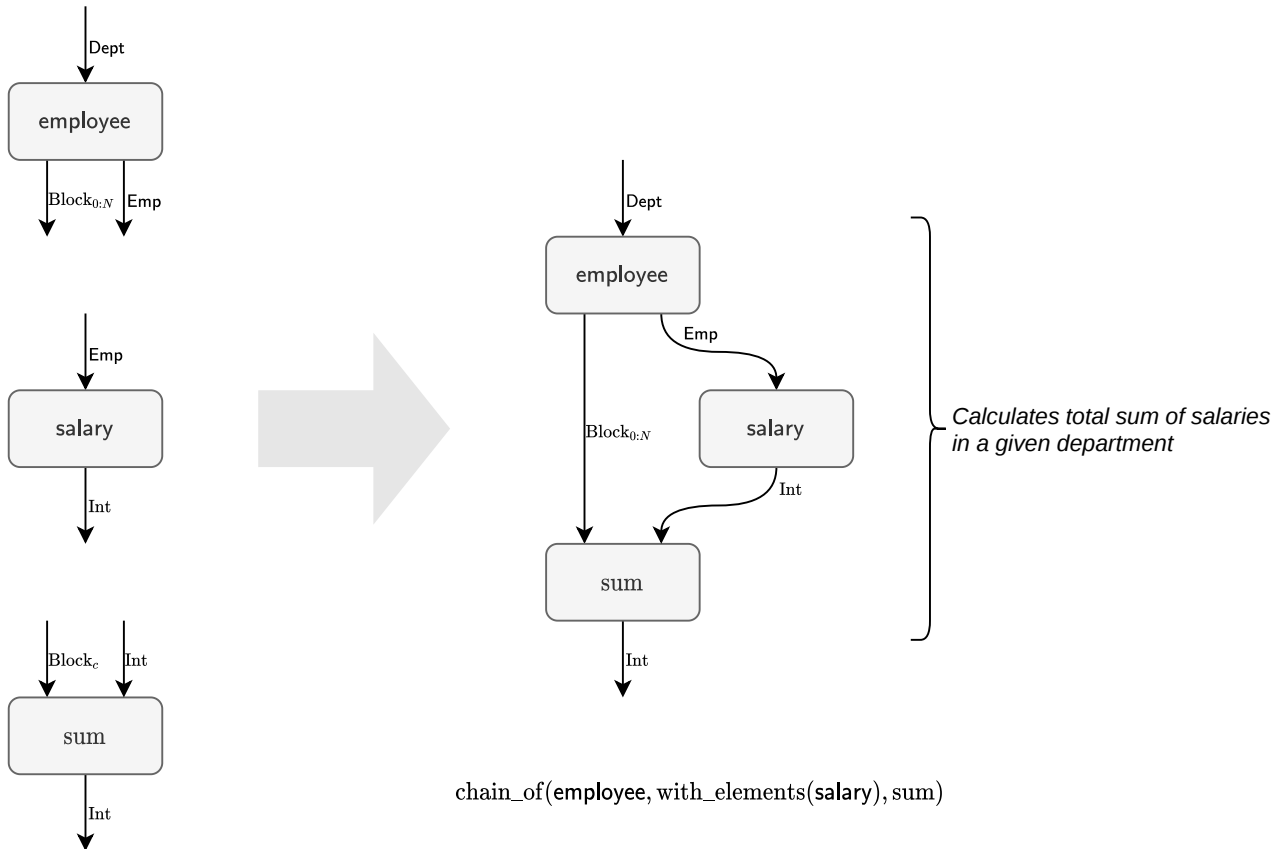 Dept
employee
Block₀:N
Emp
Emp
salary
Int
Block_c
Int
sum
Int
Dept
employee
Emp
Block₀:N
salary
Int
sum
Int
Calculates total sum of salaries
in a given department
chain_of(employee, with_elements(salary), sum)